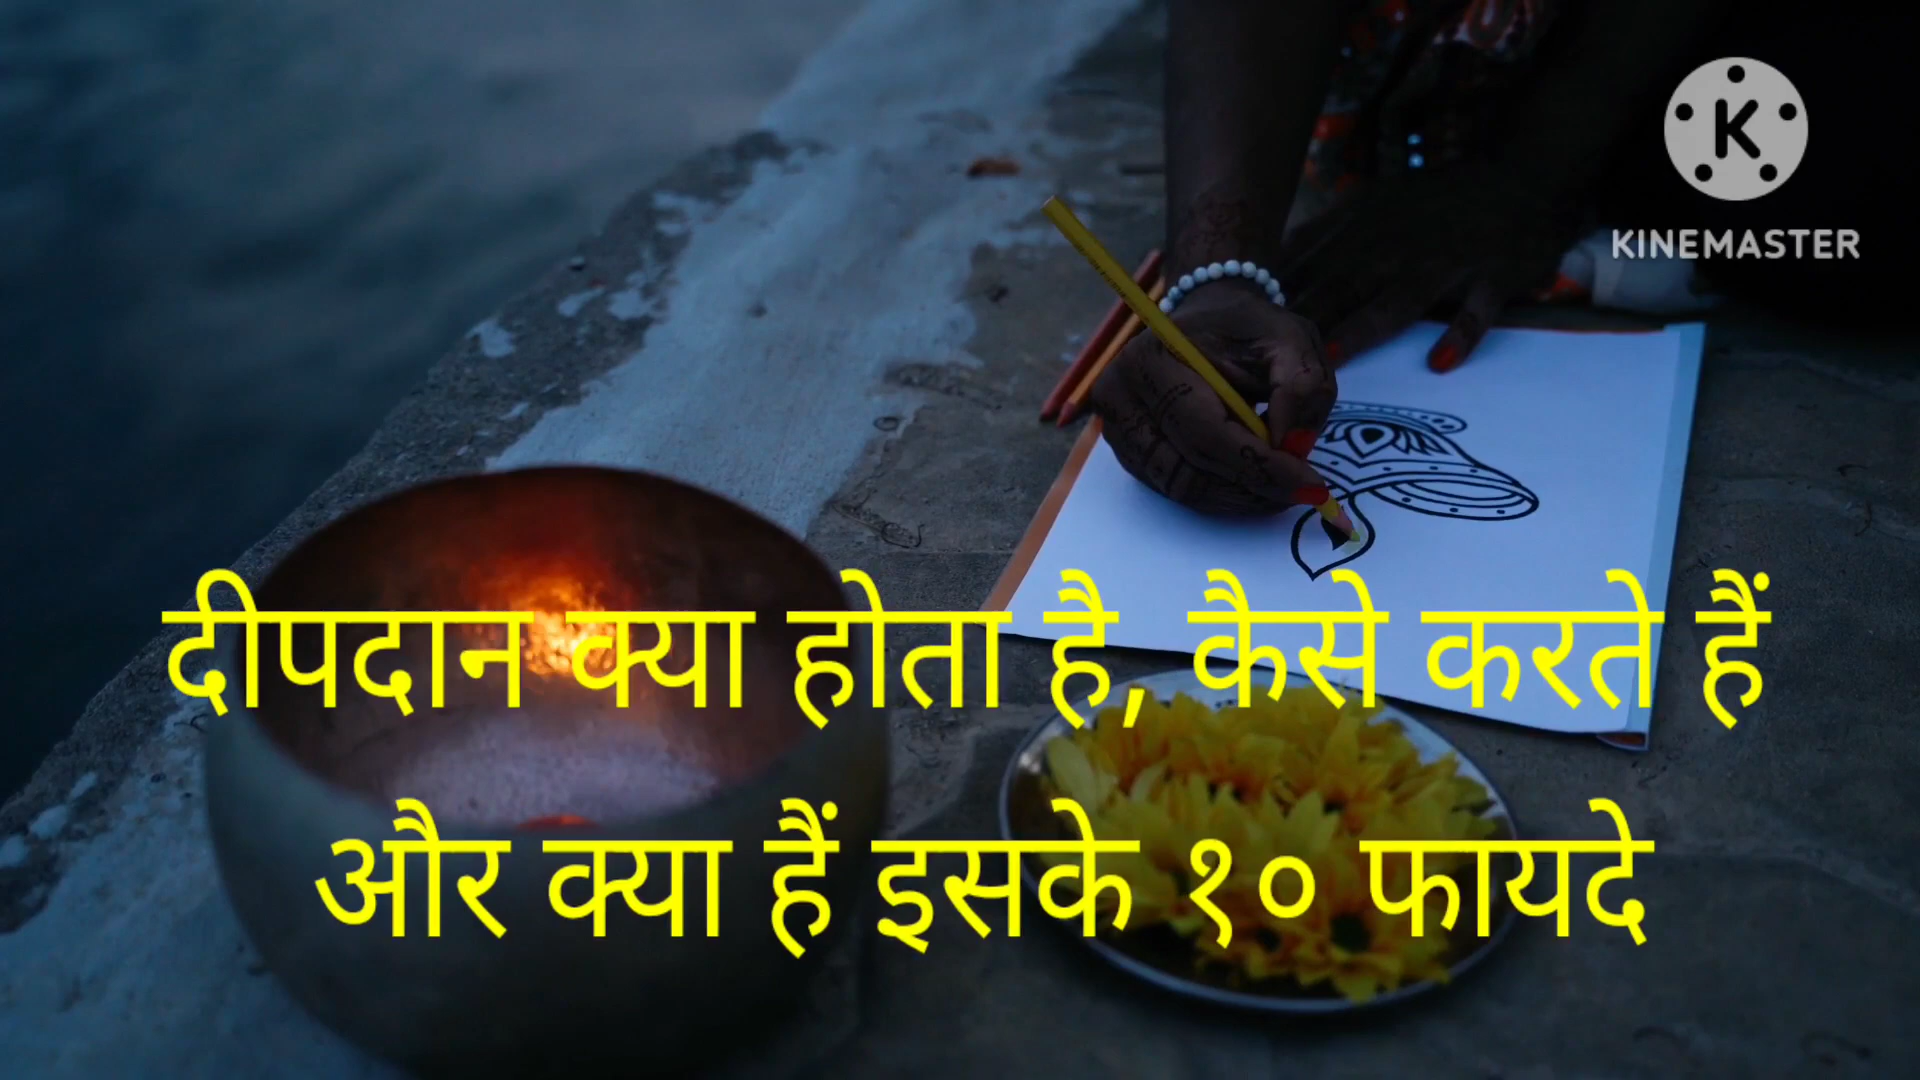 K
KINEMASTER
दीपदान क्या होता है, कैसे करते हैं
और क्या हैं इसके १० फायदे